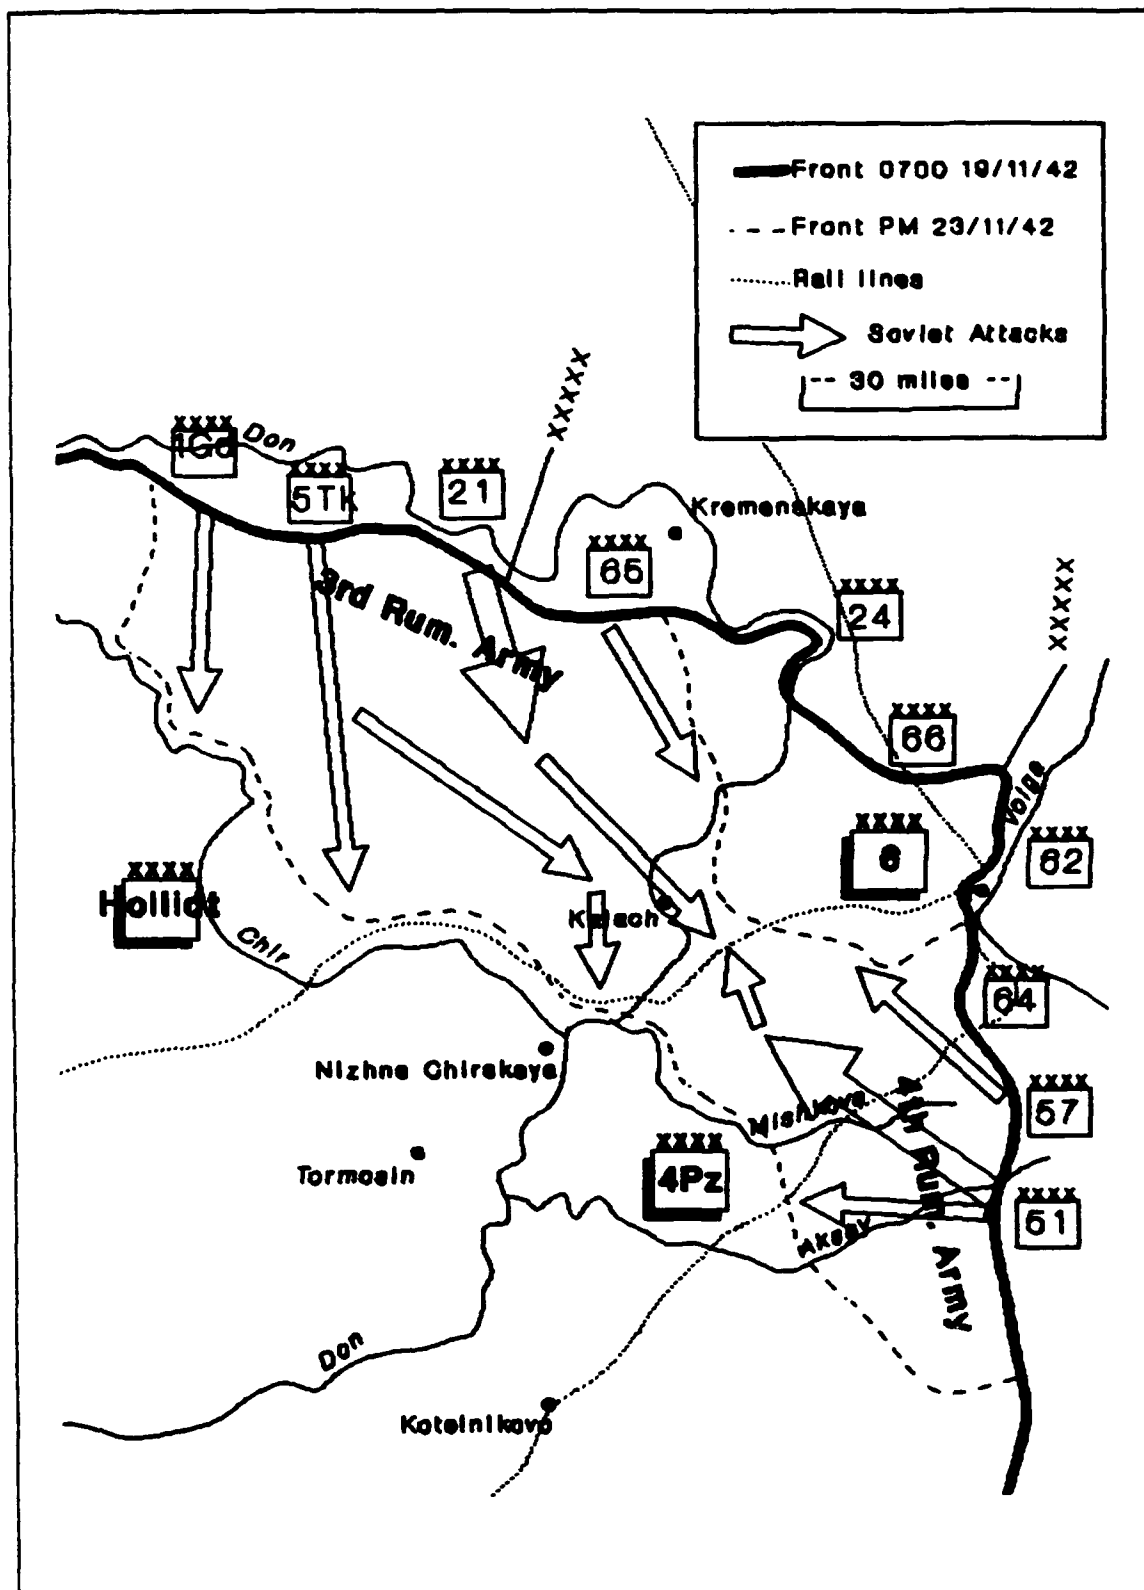 Front 0700 19/11/42
Front PM 23/11/42
Rail lines
Soviet Attacks
|-- 30 miles --|
XXXXX
XXXX
1Gd
Don
XXXX
5Tk
XXXX
21
Kremenskaya
XXXX
65
XXXXX
XXXX
24
3rd Rum. Army
XXXX
66
Volga
XXXX
6
XXXX
62
XXXX
Hollidt
Kalach
Chir
XXXX
64
Nizhne Chirskaya
XXXX
57
Mishkova
4th Rum. Army
XXXX
4Pz
Tormosin
XXXX
51
Aksay
Don
Kotelnikovo